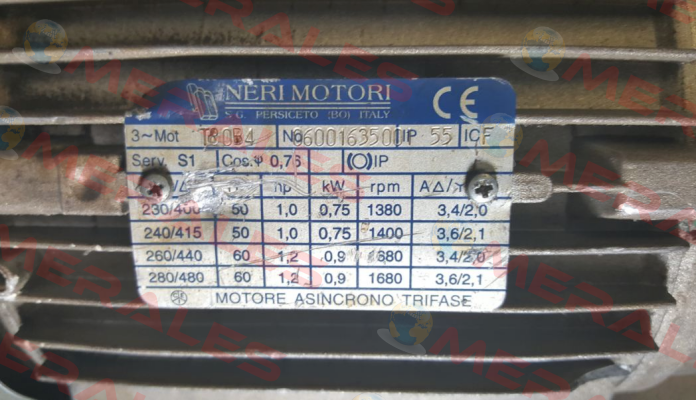 NERI MOTORI
S.G. PERSICETO (BO) ITALY
CE
3~Mot T80B4 No IP 55 ICF
Serv. S1 Cos.φ 0,76 IP
hp kW rpm AΔ/Y
230/400 50 1,0 0,75 1380 3,4/2,0
240/415 50 1,0 0,75 1400 3,6/2,1
260/440 60 1,2 0,9 1680 3,4/2,0
280/480 60 1,2 0,9 1680 3,6/2,1
MOTORE ASINCRONO TRIFASE
MERALES